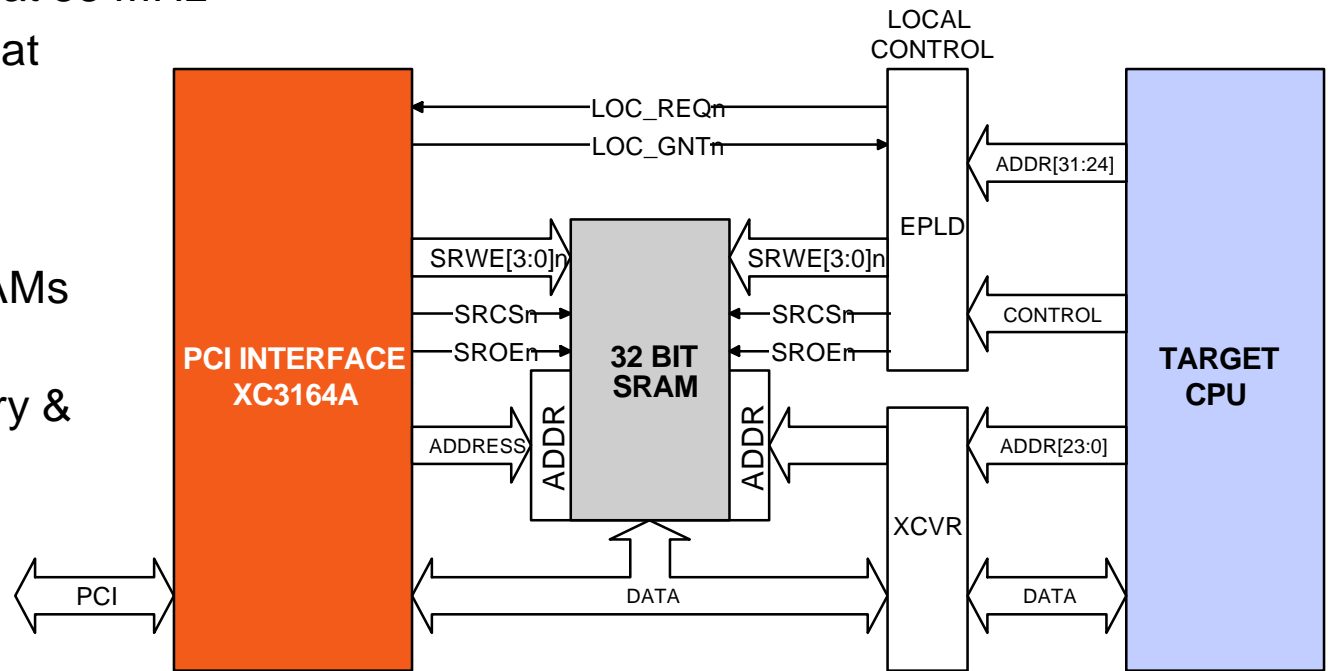 at
AMs
ry &
LOCAL
CONTROL
LOC_REQn
LOC_GNTn
ADDR[31:24]
EPLD
SRWE[3:0]n
SRWE[3:0]n
SRCSn
SRCSn
CONTROL
SROEn
SROEn
PCI INTERFACE
XC3164A
32 BIT
SRAM
TARGET
CPU
ADDRESS
ADDR
ADDR
ADDR[23:0]
XCVR
PCI
DATA
DATA